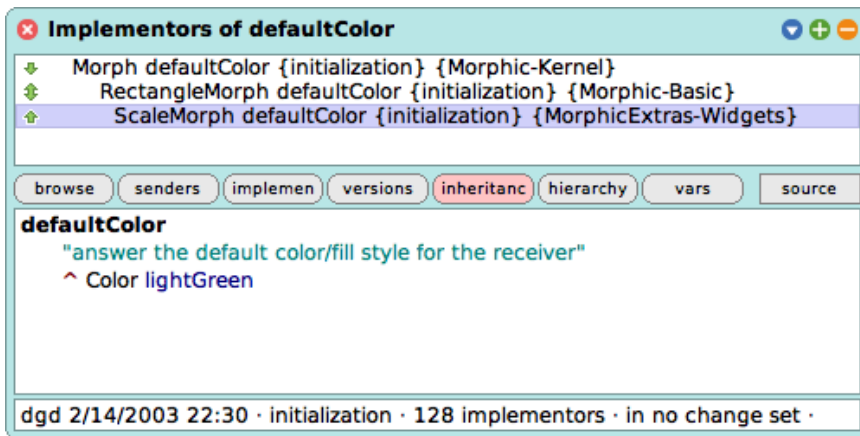 Implementors of defaultColor
Morph defaultColor {initialization} {Morphic-Kernel}
RectangleMorph defaultColor {initialization} {Morphic-Basic}
ScaleMorph defaultColor {initialization} {MorphicExtras-Widgets}
browse senders implemen versions inheritanc hierarchy vars source
defaultColor
"answer the default color/fill style for the receiver"
^ Color lightGreen
dgd 2/14/2003 22:30 · initialization · 128 implementors · in no change set ·